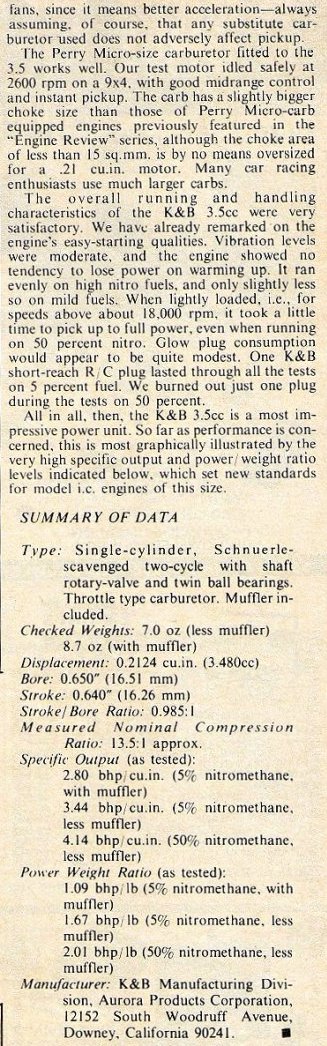 fans, since it means better acceleration—always
assuming, of course, that any substitute car-
buretor used does not adversely affect pickup.
The Perry Micro-size carburetor fitted to the
3.5 works well. Our test motor idled safely at
2600 rpm on a 9x4, with good midrange control
and instant pickup. The carb has a slightly bigger
choke size than those of Perry Micro-carb
equipped engines previously featured in the
"Engine Review" series, although the choke area
of less than 15 sq.mm. is by no means oversized
for a .21 cu.in. motor. Many car racing
enthusiasts use much larger carbs.
The overall running and handling
characteristics of the K&B 3.5cc were very
satisfactory. We have already remarked on the
engine's easy-starting qualities. Vibration levels
were moderate, and the engine showed no
tendency to lose power on warming up. It ran
evenly on high nitro fuels, and only slightly less
so on mild fuels. When lightly loaded, i.e., for
speeds above about 18,000 rpm, it took a little
time to pick up to full power, even when running
on 50 percent nitro. Glow plug consumption
would appear to be quite modest. One K&B
short-reach R/C plug lasted through all the tests
on 5 percent fuel. We burned out just one plug
during the tests on 50 percent.
All in all, then, the K&B 3.5cc is a most im-
pressive power unit. So far as performance is con-
cerned, this is most graphically illustrated by the
very high specific output and power/weight ratio
levels indicated below, which set new standards
for model i.c. engines of this size.
SUMMARY OF DATA
Type: Single-cylinder, Schnuerle-
scavenged two-cycle with shaft
rotary-valve and twin ball bearings.
Throttle type carburetor. Muffler in-
cluded.
Checked Weights: 7.0 oz (less muffler)
8.7 oz (with muffler)
Displacement: 0.2124 cu.in. (3.480cc)
Bore: 0.650" (16.51 mm)
Stroke: 0.640" (16.26 mm)
Stroke/Bore Ratio: 0.985:1
Measured Nominal Compression
Ratio: 13.5:1 approx.
Specific Output (as tested):
2.80 bhp/cu.in. (5% nitromethane,
with muffler)
3.44 bhp/cu.in. (5% nitromethane,
less muffler)
4.14 bhp/cu.in. (50% nitromethane,
less muffler)
Power Weight Ratio (as tested):
1.09 bhp/lb (5% nitromethane, with
muffler)
1.67 bhp/lb (5% nitromethane, less
muffler)
2.01 bhp/lb (50% nitromethane, less
muffler)
Manufacturer: K&B Manufacturing Divi-
sion, Aurora Products Corporation,
12152 South Woodruff Avenue,
Downey, California 90241. ■